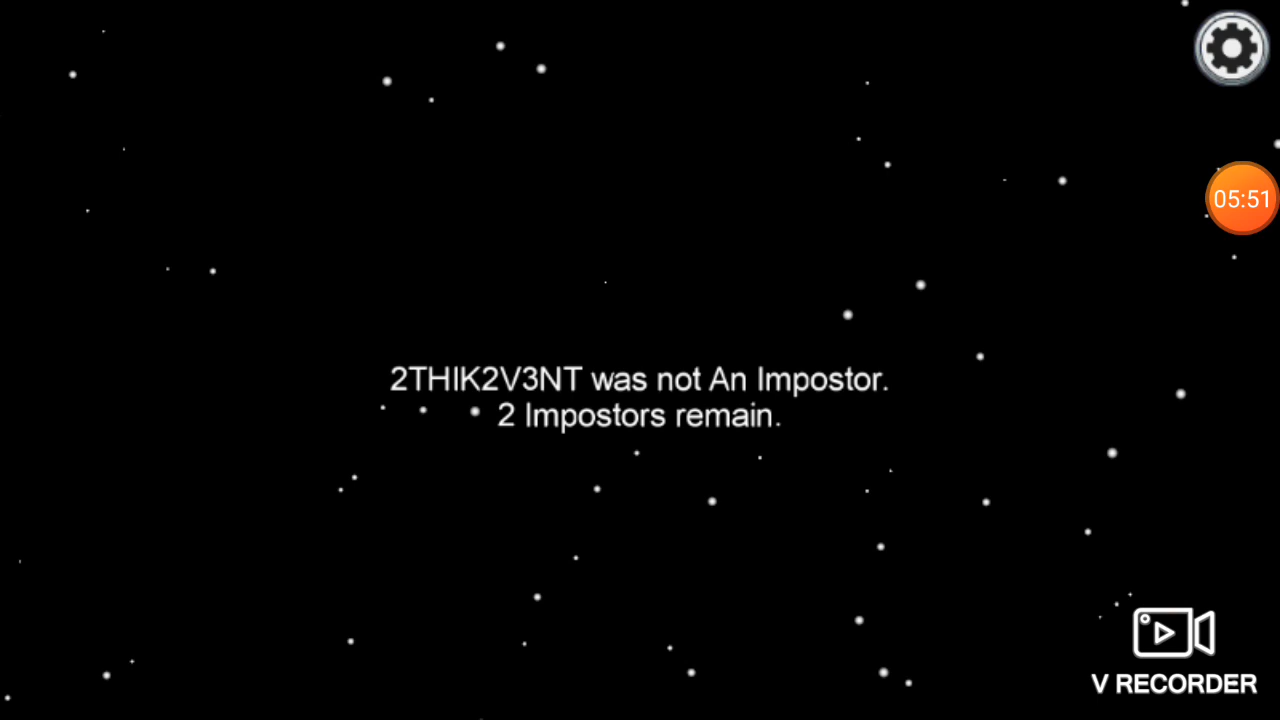 05:51
2THIK2V3NT was not An Impostor.
2 Impostors remain.
V RECORDER